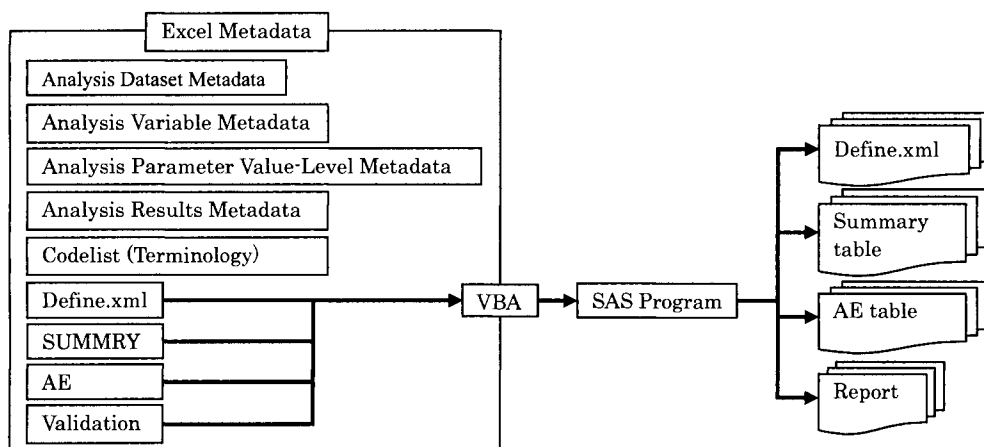 Excel Metadata
Analysis Dataset Metadata
Analysis Variable Metadata
Analysis Parameter Value-Level Metadata
Analysis Results Metadata
Codelist (Terminology)
Define.xml
SUMMRY
AE
Validation
VBA
SAS Program
Define.xml
Summary
table
AE table
Report